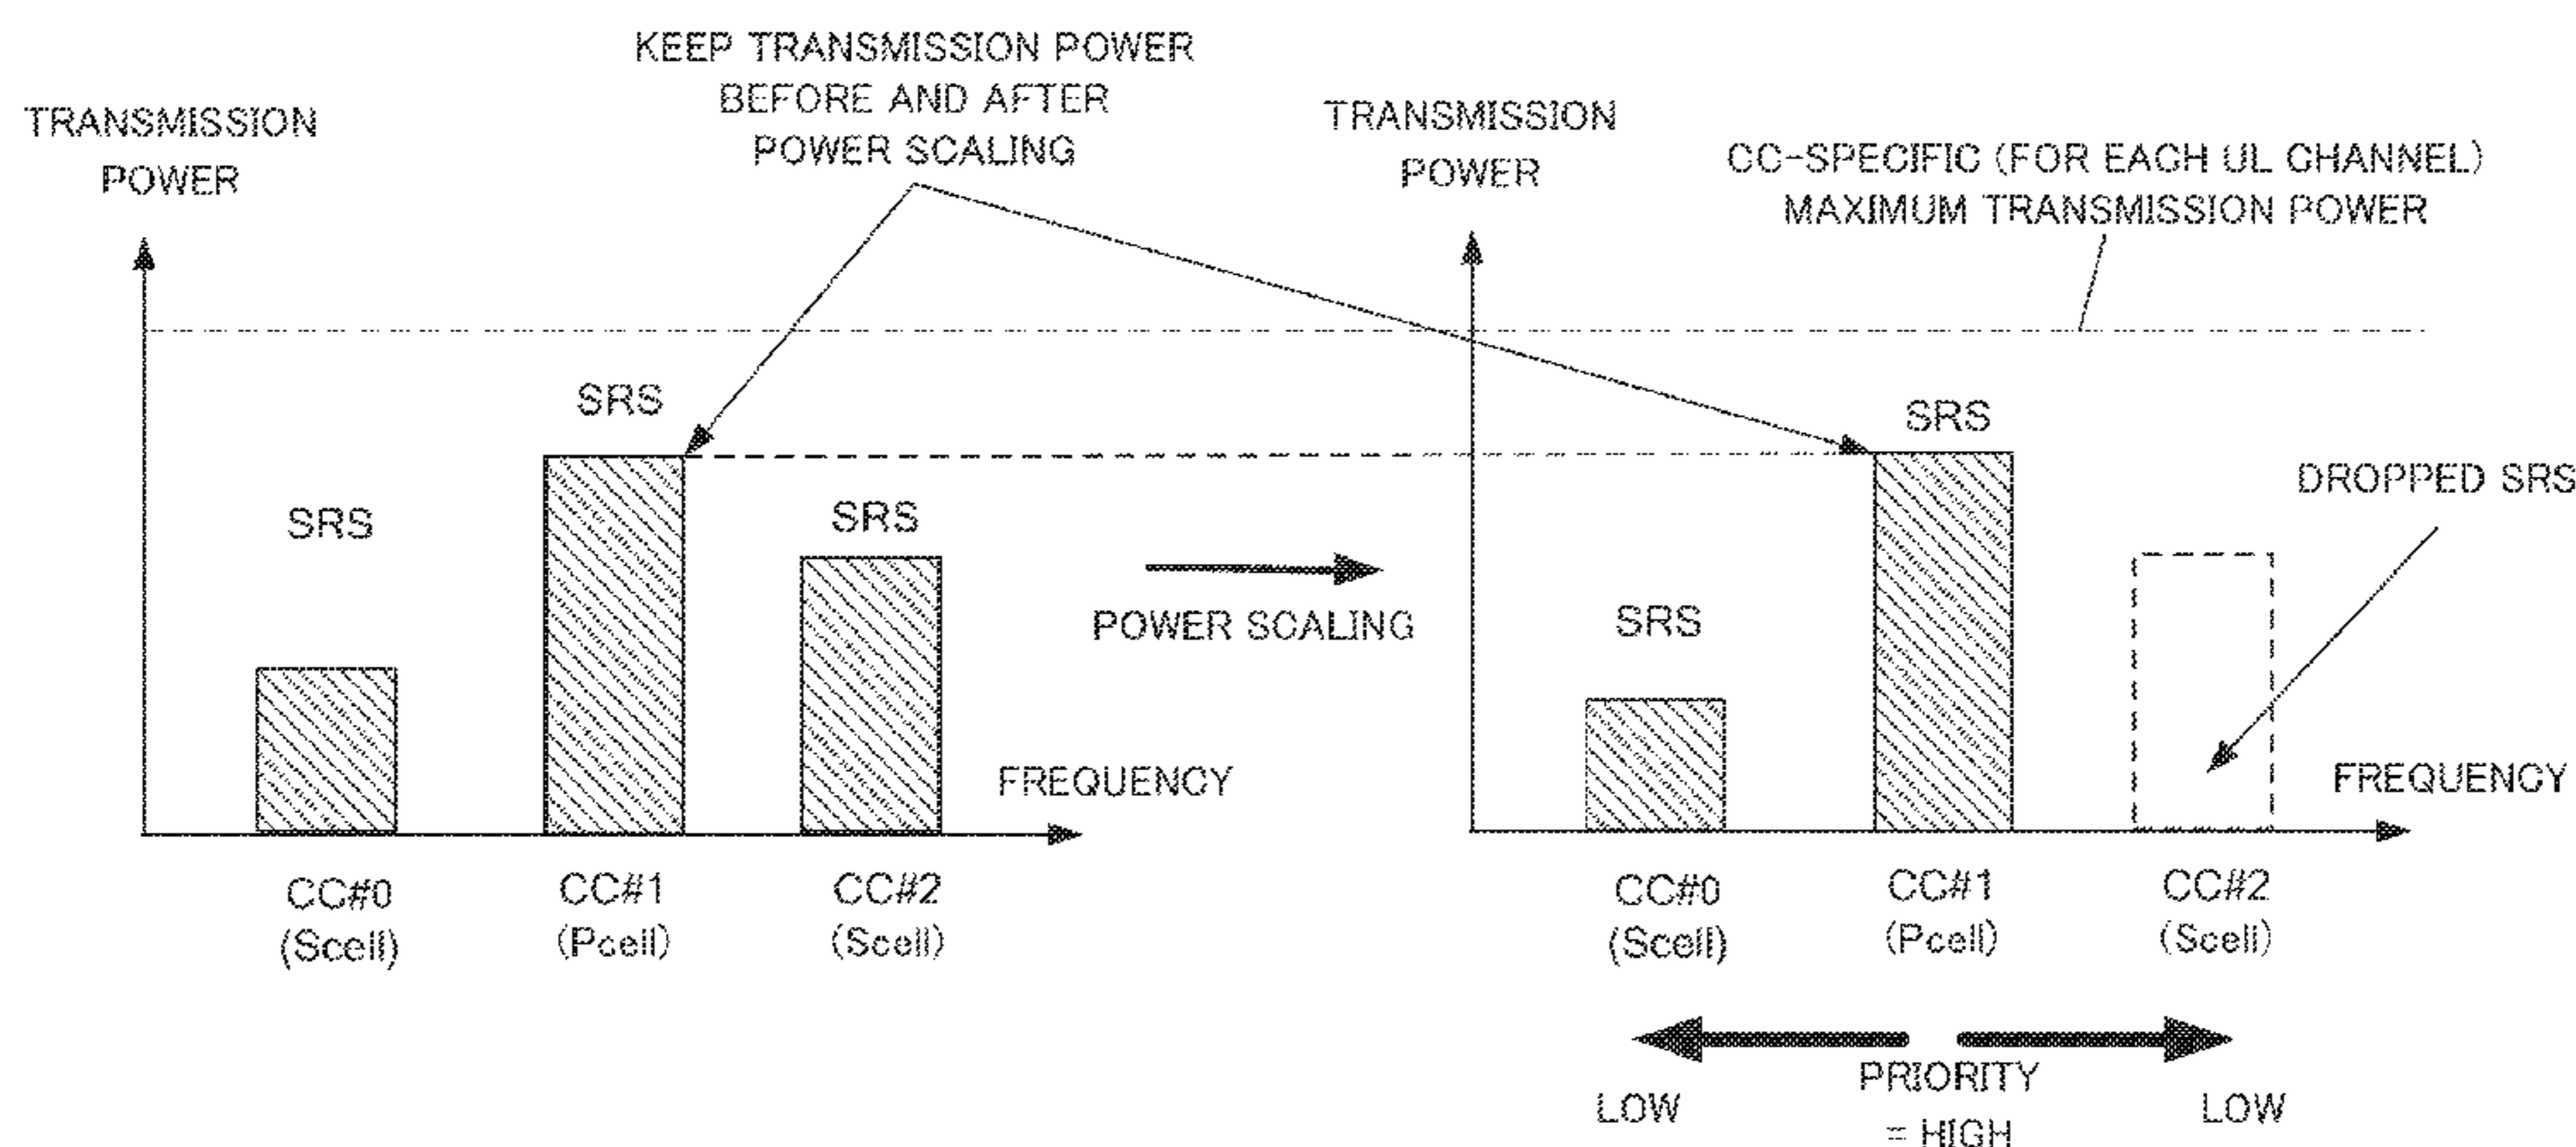 KEEP TRANSMISSION POWER
BEFORE AND AFTER
POWER SCALING
TRANSMISSION
POWER
SRS
SRS
SRS
FREQUENCY
CC#0
(Scell)
CC#1
(Pcell)
CC#2
(Scell)
POWER SCALING
TRANSMISSION
POWER
CC-SPECIFIC (FOR EACH UL CHANNEL)
MAXIMUM TRANSMISSION POWER
SRS
SRS
DROPPED SRS
FREQUENCY
CC#0
(Scell)
CC#1
(Pcell)
CC#2
(Scell)
LOW
PRIORITY
= HIGH
LOW